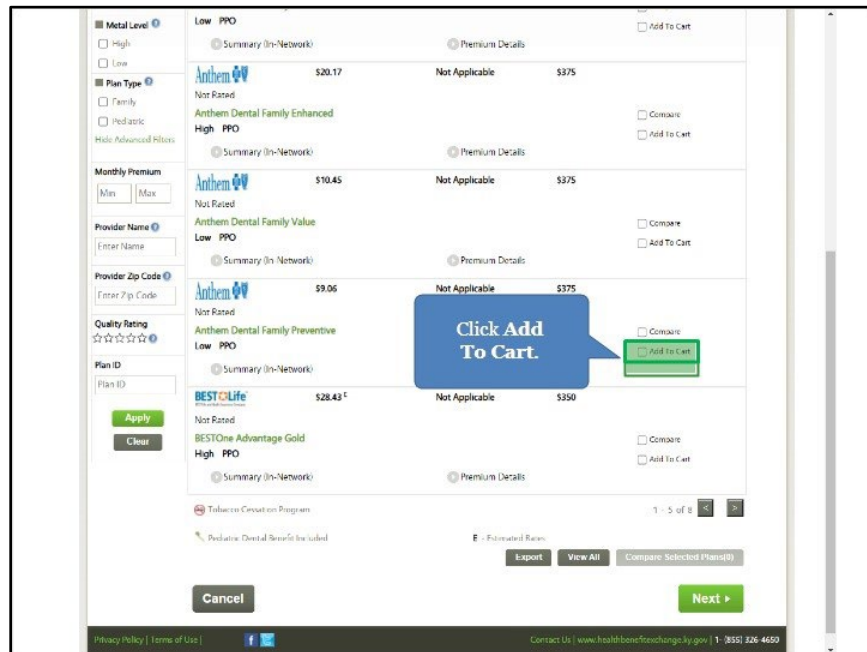 Metal Level
High
Low
Plan Type
Family
Pediatric
Hide Advanced Filters
Monthly Premium
Min Max
Provider Name
Enter Name
Provider Zip Code
Enter Zip Code
Quality Rating
Plan ID
Plan ID
Apply
Clear
Low PPO
Add To Cart
Summary (In-Network) Premium Details
Anthem $20.17 Not Applicable $375
Not Rated
Anthem Dental Family Enhanced
Compare
High PPO
Add To Cart
Summary (In-Network) Premium Details
Anthem $10.45 Not Applicable $375
Not Rated
Anthem Dental Family Value
Compare
Low PPO
Add To Cart
Summary (In-Network) Premium Details
Anthem $9.06 Not Applicable $375
Not Rated
Anthem Dental Family Preventive
Compare
Low PPO
Add To Cart
Summary (In-Network)
Click Add
To Cart.
BEST Life $28.43 E Not Applicable $350
Not Rated
BESTOne Advantage Gold
Compare
High PPO
Add To Cart
Summary (In-Network) Premium Details
Tobacco Cessation Program 1 - 5 of 8 < >
Pediatric Dental Benefit Included E - Estimated Rates
Export View All Compare Selected Plans(0)
Cancel Next
Privacy Policy | Terms of Use | Contact Us | www.healthbenefitexchange.ky.gov | 1- (855) 326-4650